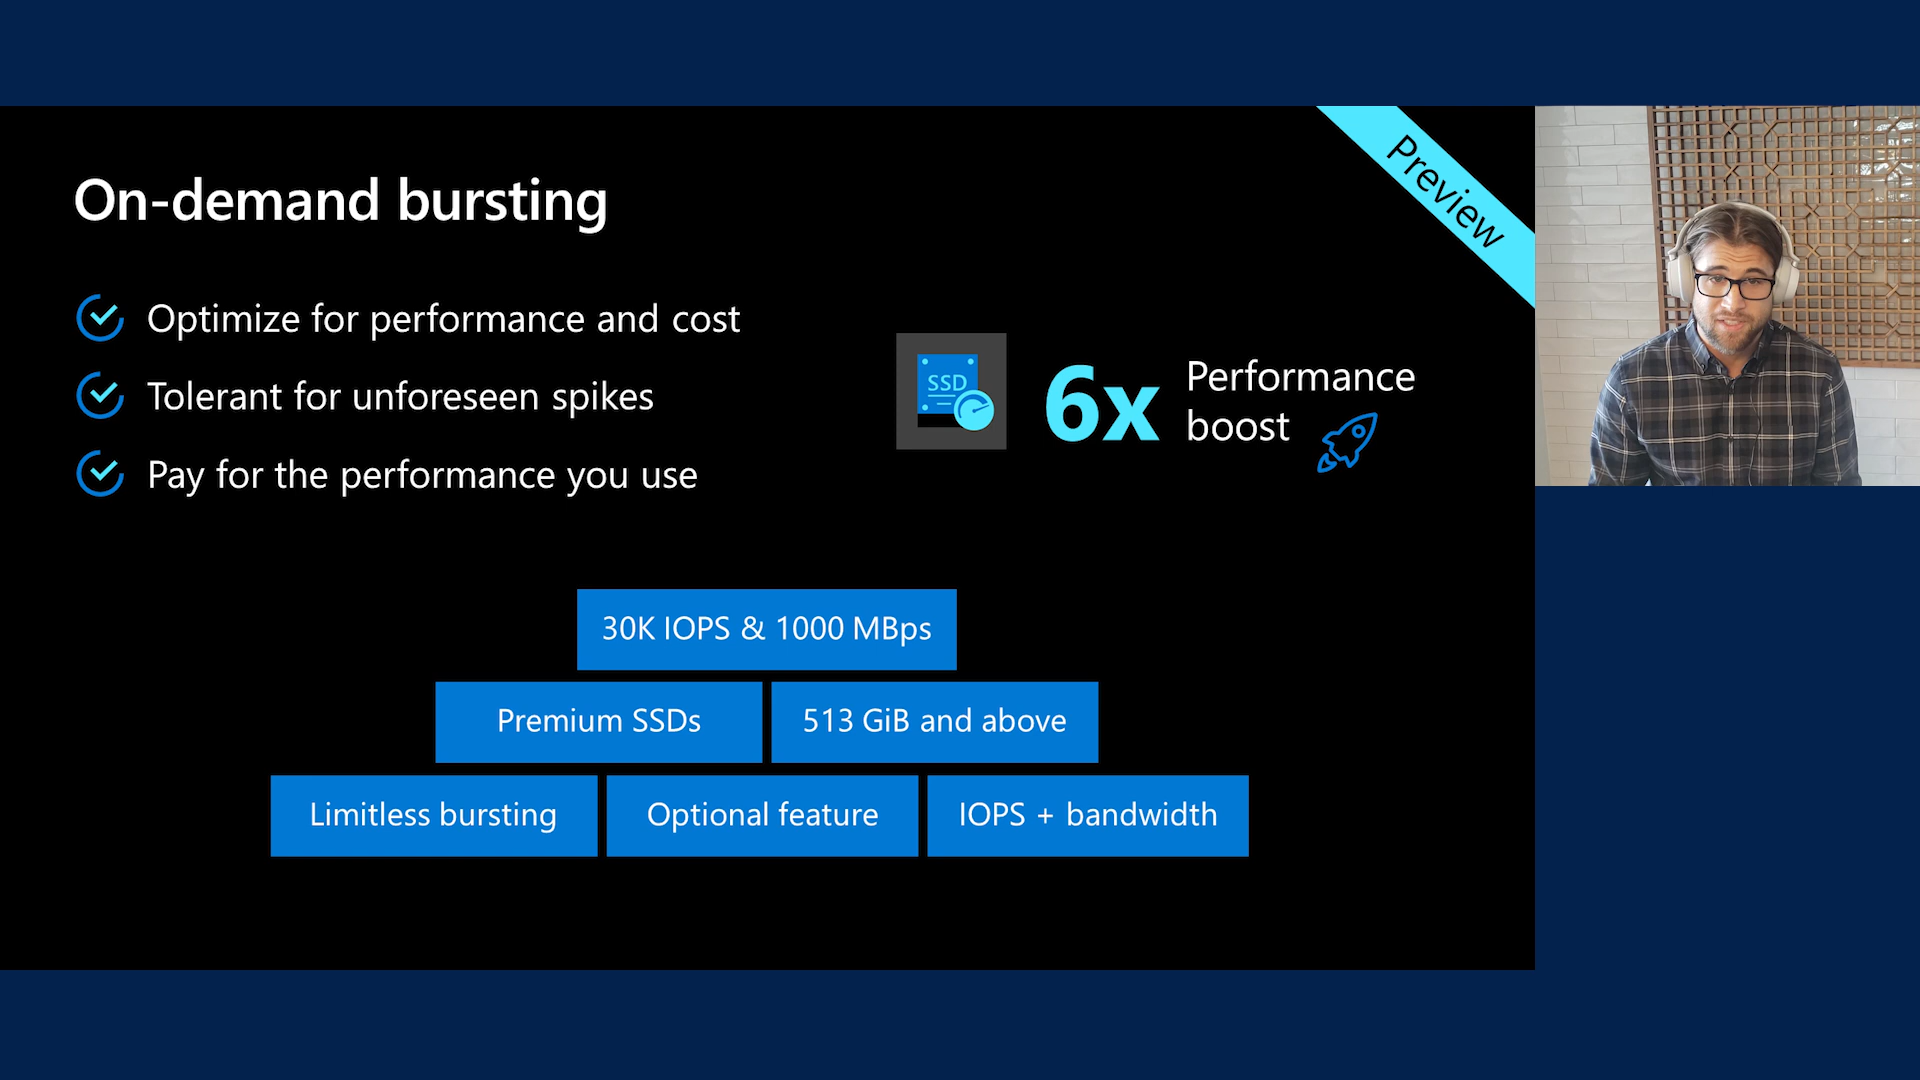 Preview
On-demand bursting
Optimize for performance and cost
Tolerant for unforeseen spikes
Pay for the performance you use
SSD
6x
Performance
boost
30K IOPS & 1000 MBps
Premium SSDs
513 GiB and above
Limitless bursting
Optional feature
IOPS + bandwidth